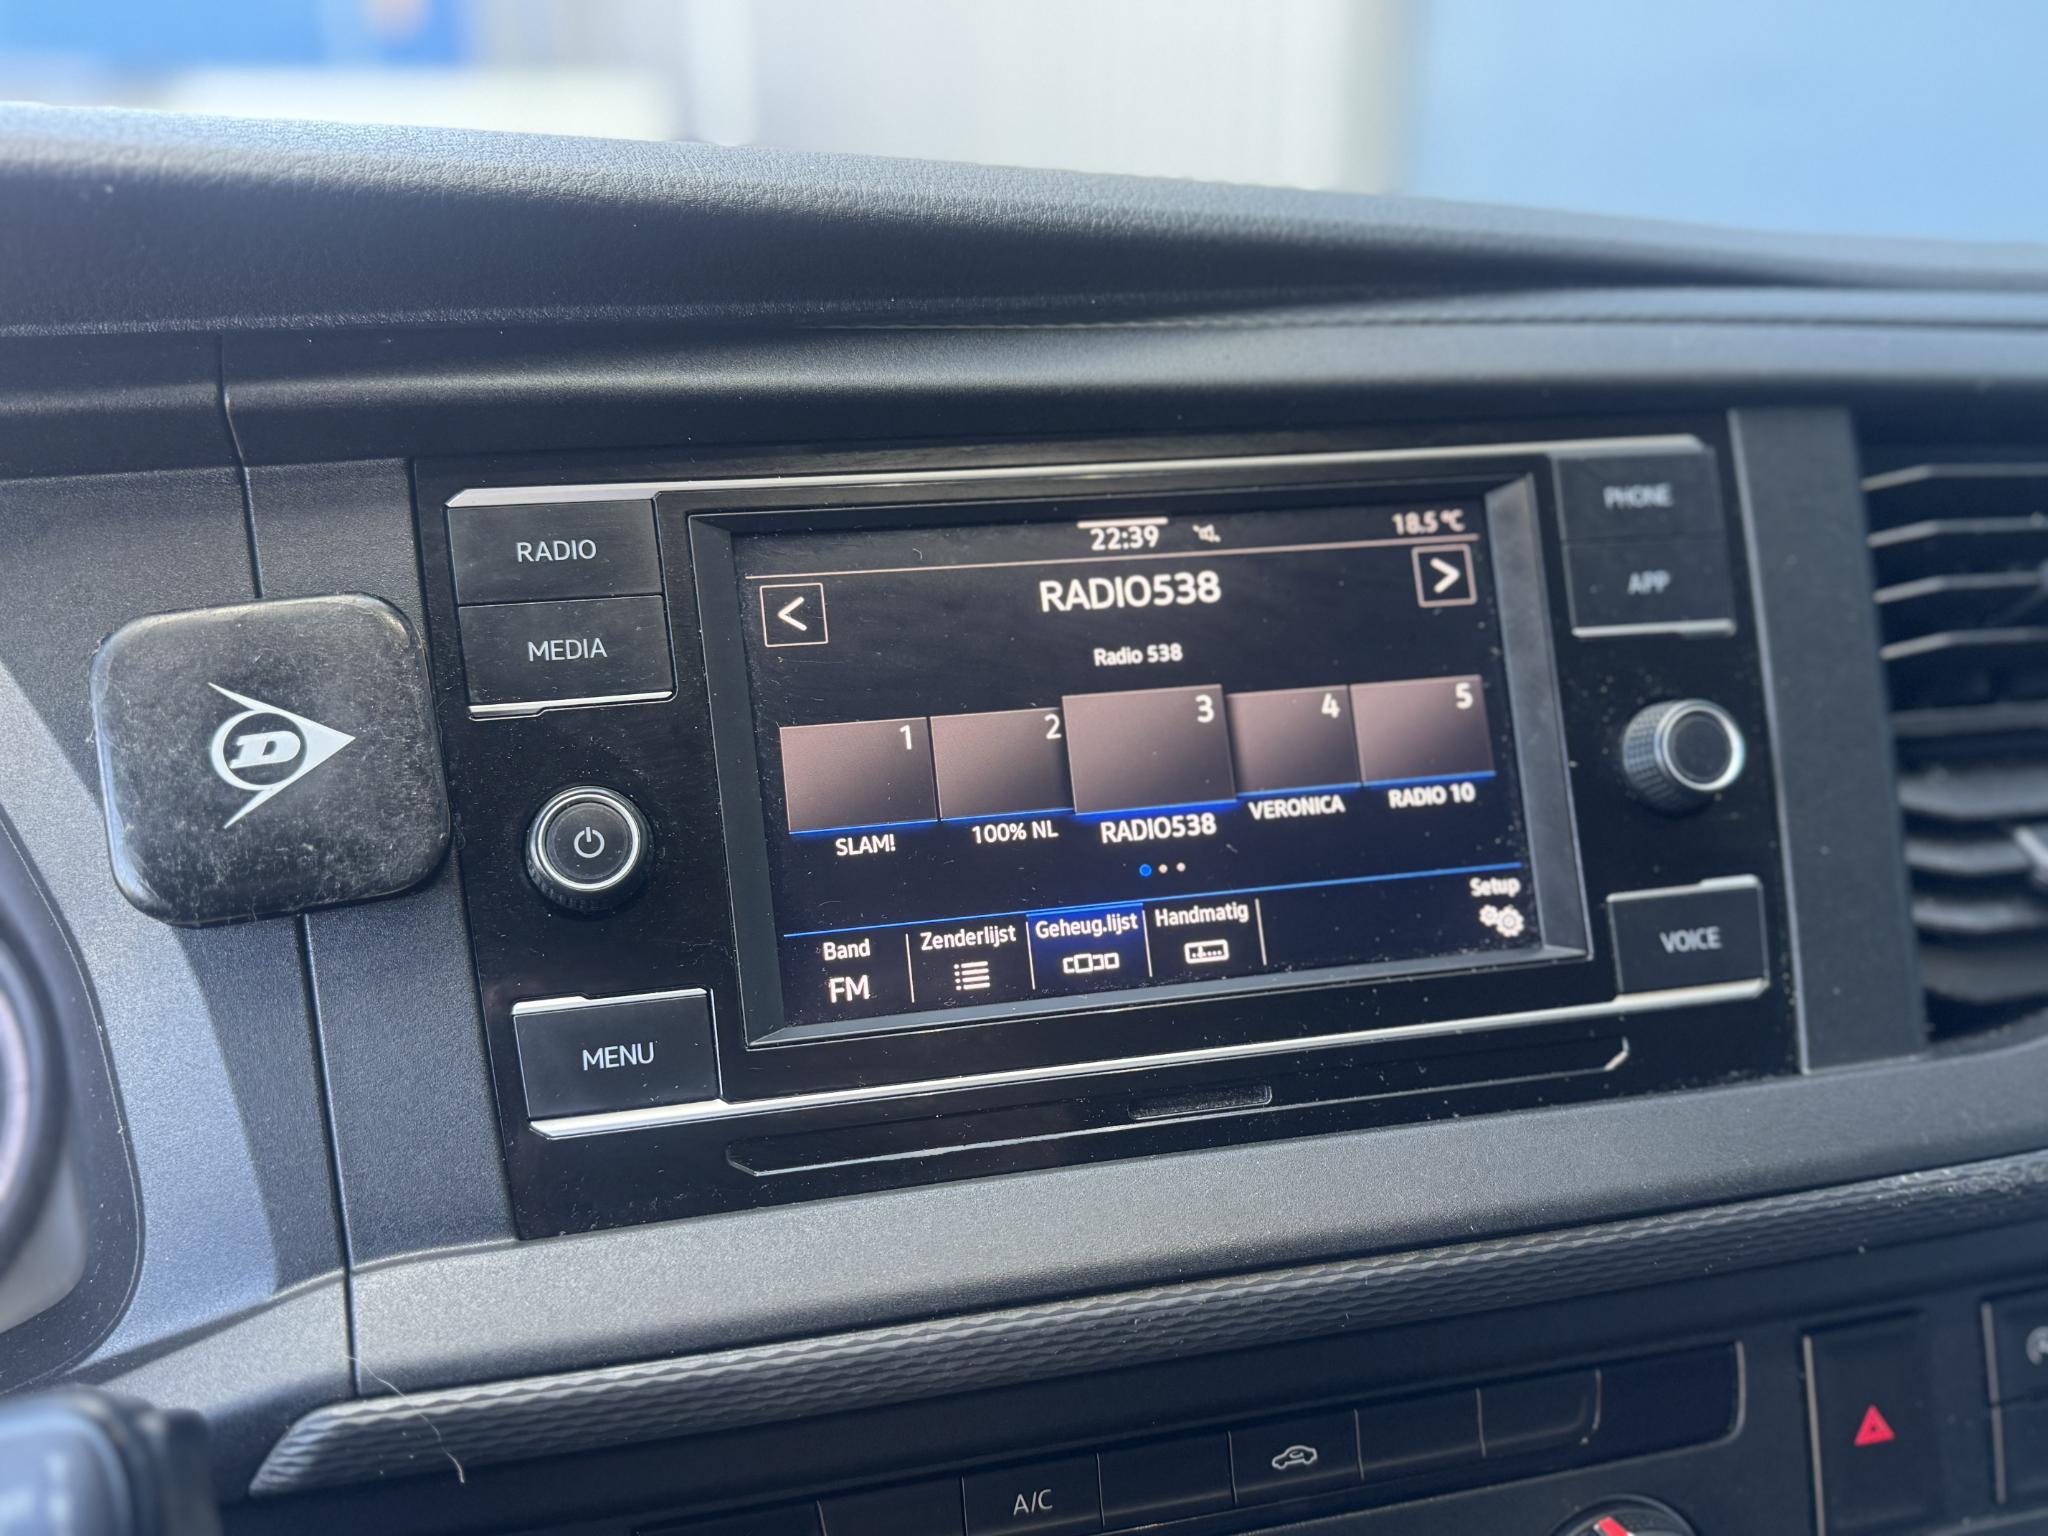 RADIO
MEDIA
MENU
PHONE
APP
VOICE
D
22:39
18.5 °C
RADIO538
Radio 538
1
2
3
4
5
SLAM!
100% NL
RADIO538
VERONICA
RADIO 10
Band
FM
Zenderlijst
Geheug.lijst
Handmatig
Setup
A/C